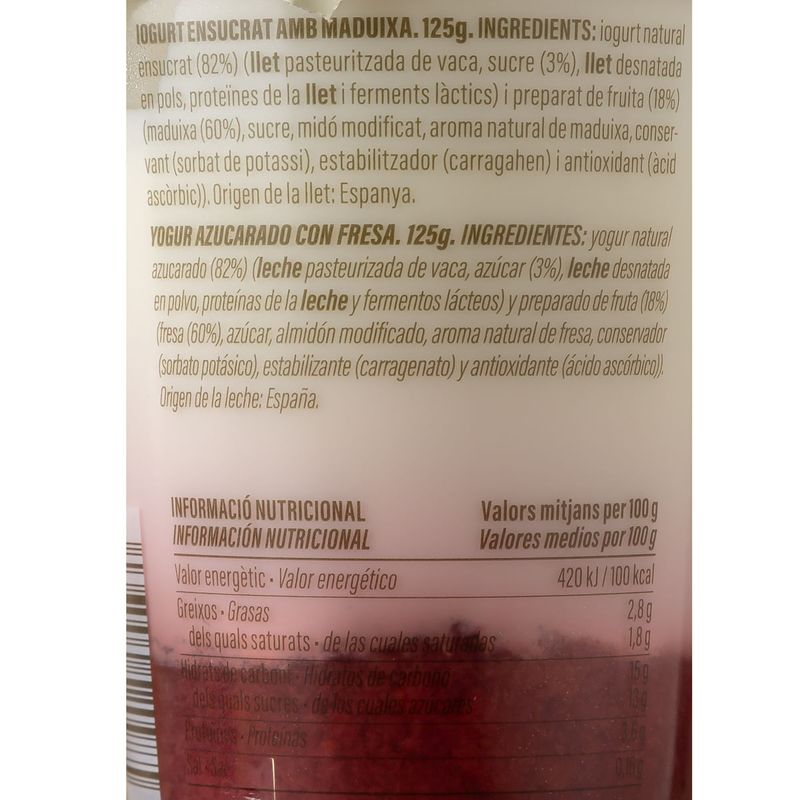 IOGURT ENSUCRAT AMB MADUIXA. 125g. INGREDIENTS: iogurt natural
ensucrat (82%) (llet pasteuritzada de vaca, sucre (3%), llet desnatada
en pols, proteïnes de la llet i ferments làctics) i preparat de fruita (18%)
(maduixa (60%), sucre, midó modificat, aroma natural de maduixa, conser-
vant (sorbat de potassi), estabilitzador (carragahen) i antioxidant (àcid
ascòrbic)). Origen de la llet: Espanya.
YOGUR AZUCARADO CON FRESA. 125g. INGREDIENTES: yogur natural
azucarado (82%) (leche pasteurizada de vaca, azúcar (3%), leche desnatada
en polvo, proteínas de la leche y fermentos lácteos) y preparado de fruta (18%)
(fresa (60%), azúcar, almidón modificado, aroma natural de fresa, conservador
(sorbato potásico), estabilizante (carragenato) y antioxidante (ácido ascórbico)).
Origen de la leche: España.
INFORMACIÓ NUTRICIONAL Valors mitjans per 100 g
INFORMACIÓN NUTRICIONAL Valores medios por 100 g
Valor energètic • Valor energético 420 kJ / 100 kcal
Greixos • Grasas 2,8 g
dels quals saturats • de las cuales saturadas 1,8 g
Hidrats de carboni • Hidratos de carbono 15 g
dels quals sucres • de los cuales azúcares 13 g
Proteïnes • Proteínas 3,6 g
Sal • Sal